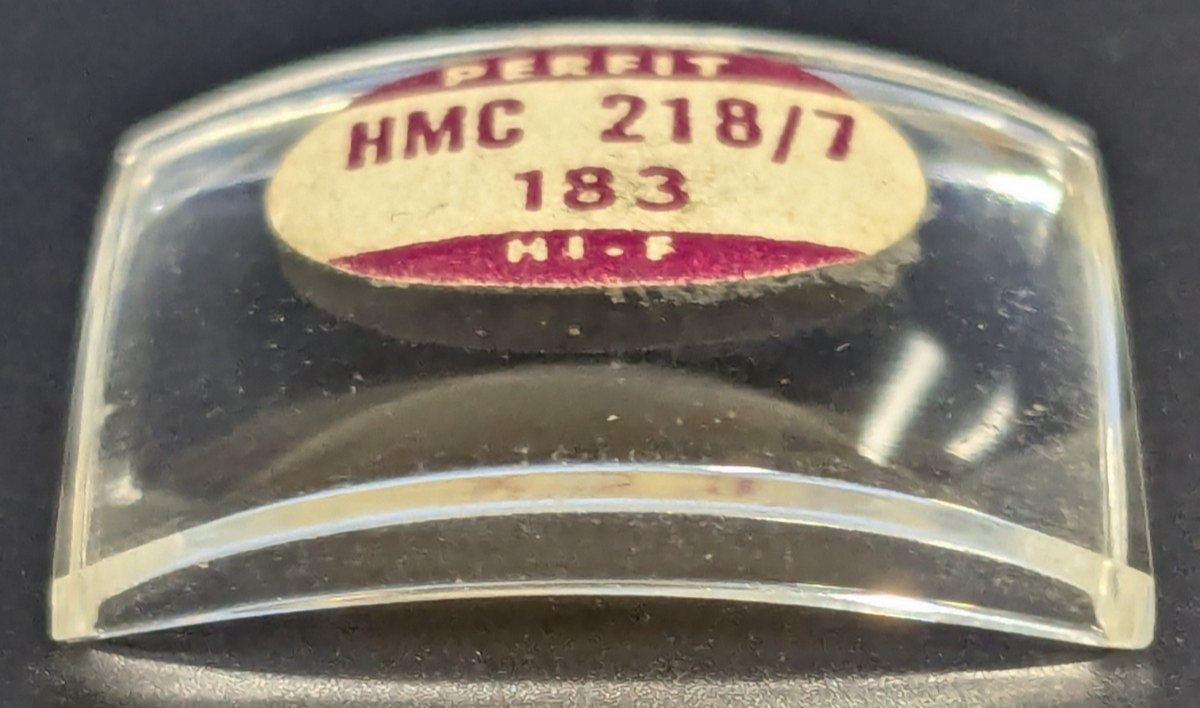 PERFIT
HMC 218/7
183
HI-F